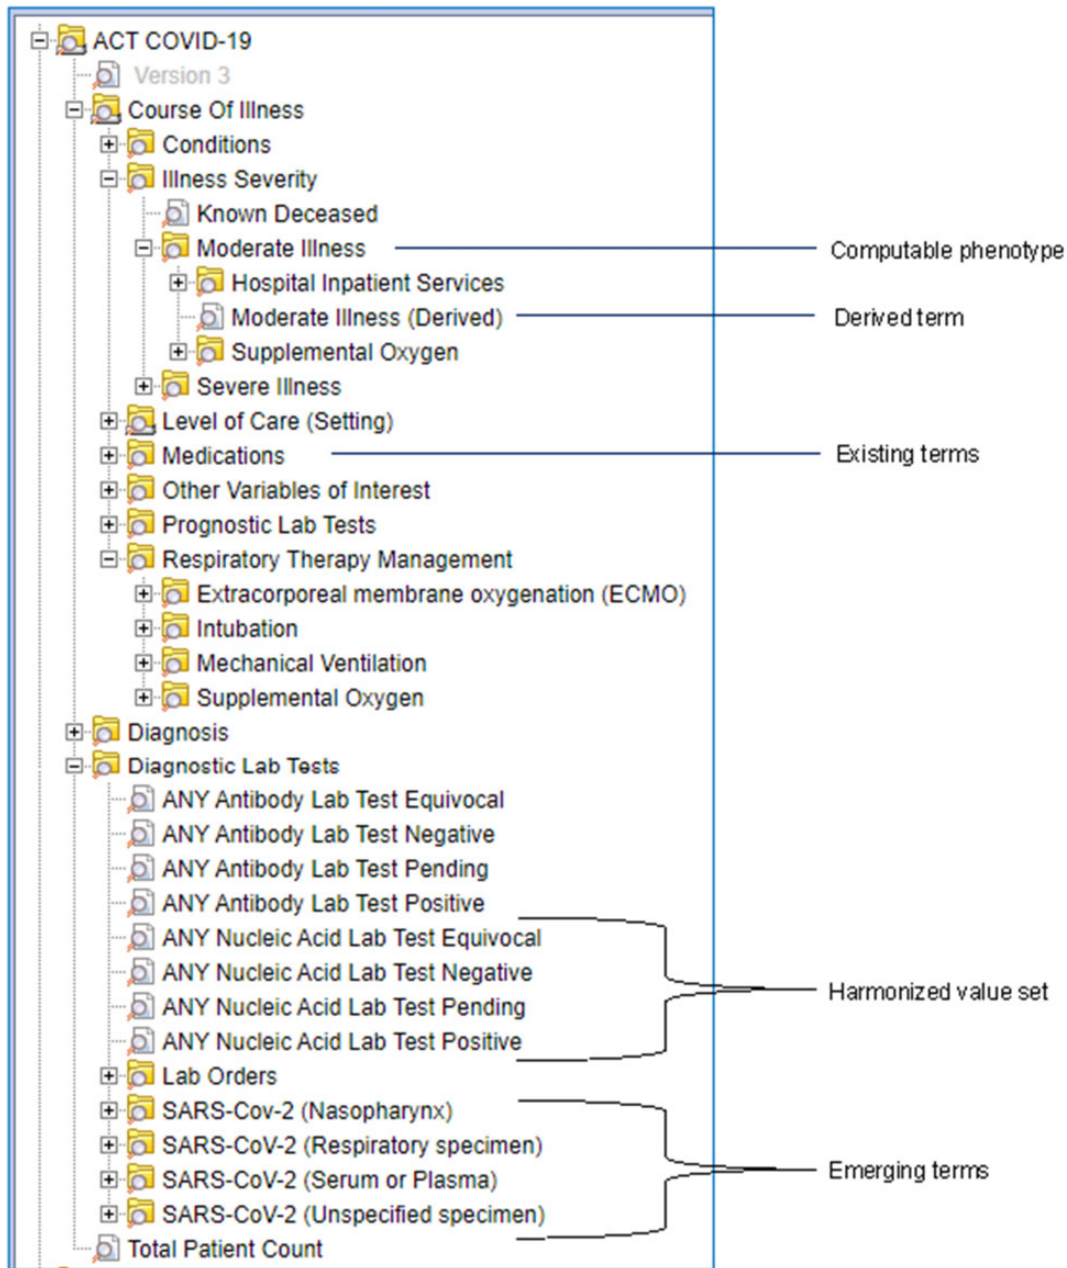 ACT COVID-19
Version 3
Course Of Illness
Conditions
Illness Severity
Known Deceased
Moderate Illness
Computable phenotype
Hospital Inpatient Services
Moderate Illness (Derived)
Derived term
Supplemental Oxygen
Severe Illness
Level of Care (Setting)
Medications
Existing terms
Other Variables of Interest
Prognostic Lab Tests
Respiratory Therapy Management
Extracorporeal membrane oxygenation (ECMO)
Intubation
Mechanical Ventilation
Supplemental Oxygen
Diagnosis
Diagnostic Lab Tests
ANY Antibody Lab Test Equivocal
ANY Antibody Lab Test Negative
ANY Antibody Lab Test Pending
ANY Antibody Lab Test Positive
ANY Nucleic Acid Lab Test Equivocal
ANY Nucleic Acid Lab Test Negative
Harmonized value set
ANY Nucleic Acid Lab Test Pending
ANY Nucleic Acid Lab Test Positive
Lab Orders
SARS-Cov-2 (Nasopharynx)
SARS-CoV-2 (Respiratory specimen)
Emerging terms
SARS-CoV-2 (Serum or Plasma)
SARS-CoV-2 (Unspecified specimen)
Total Patient Count